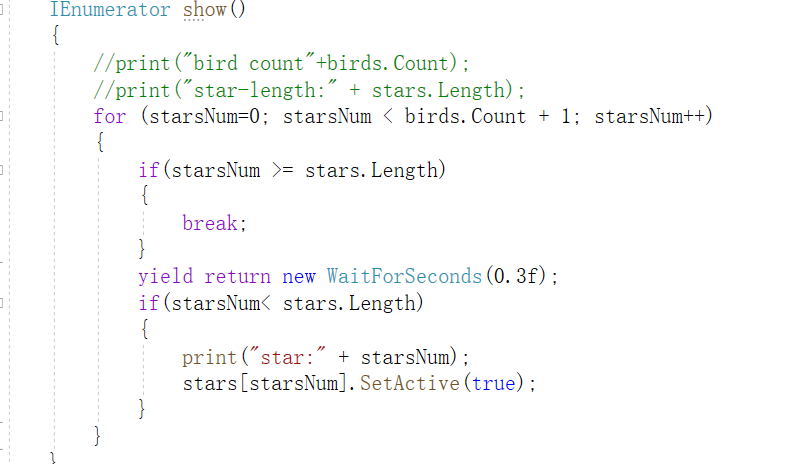 IEnumerator show()
{
//print("bird count"+birds.Count);
//print("star-length:" + stars.Length);
for (starsNum=0; starsNum < birds.Count + 1; starsNum++)
{
if(starsNum >= stars.Length)
{
break;
}
yield return new WaitForSeconds(0.3f);
if(starsNum< stars.Length)
{
print("star:" + starsNum);
stars[starsNum].SetActive(true);
}
}
}